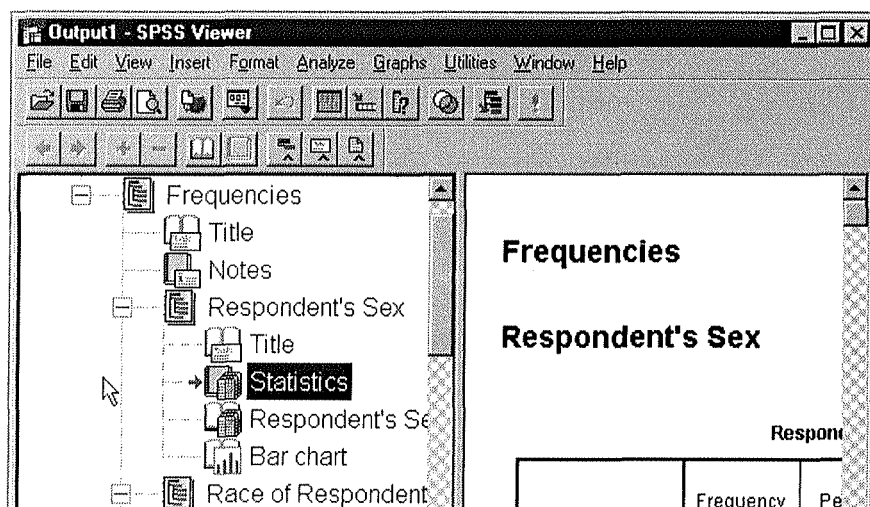 Output1 - SPSS Viewer
File Edit View Insert Format Analyze Graphs Utilities Window Help
Frequencies
Title
Notes
Respondent's Sex
Title
Statistics
Respondent's Se
Bar chart
Race of Respondent
Frequencies
Respondent's Sex
Respon
Frequency Pe